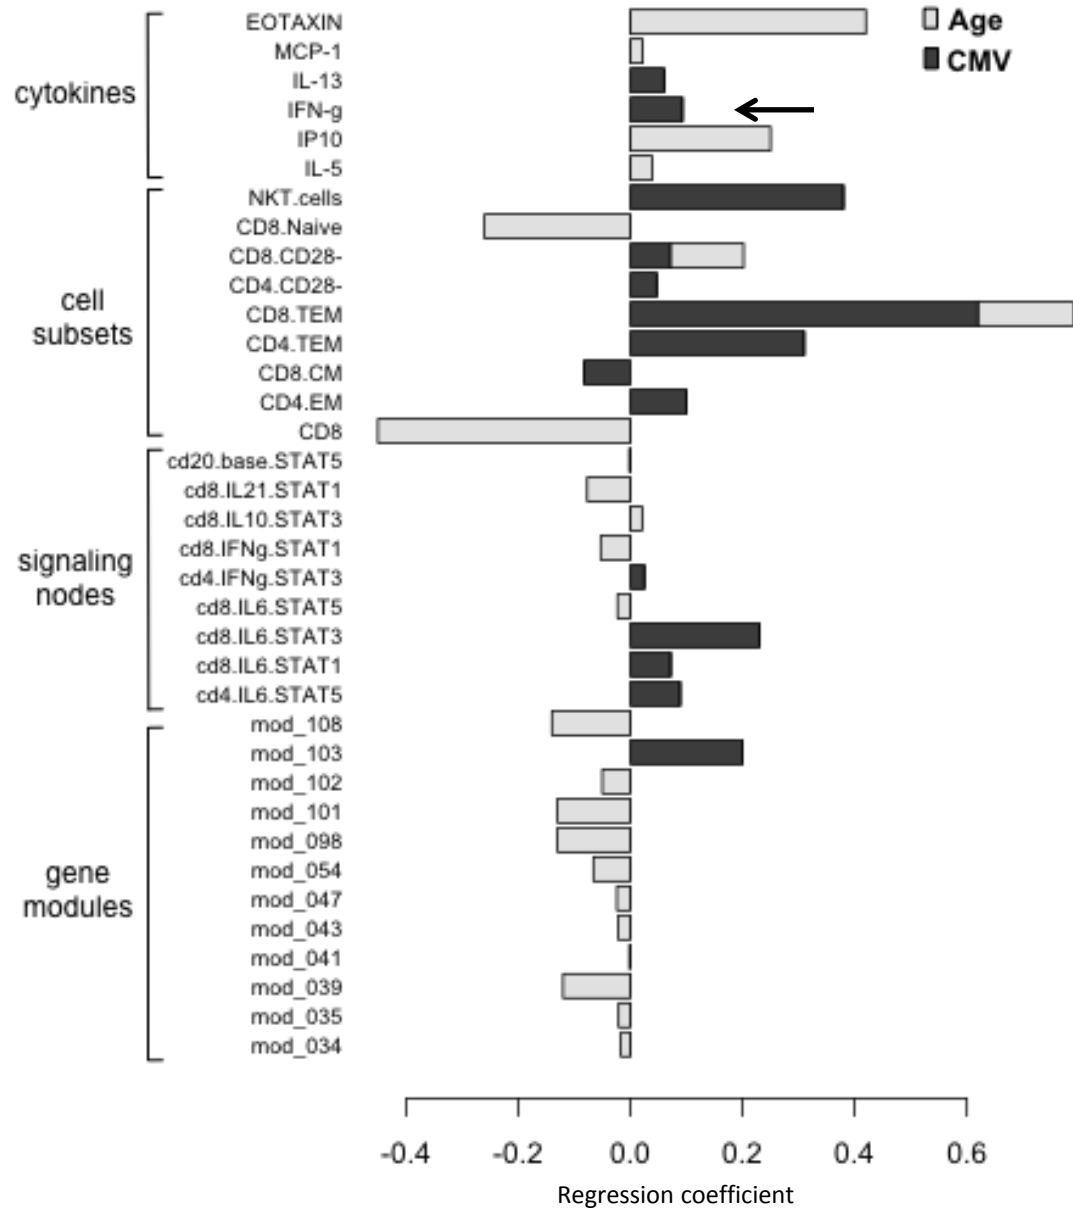 EOTAXIN
MCP-1
IL-13
IFN-g
IP10
IL-5
NKT.cells
CD8.Naive
CD8.CD28-
CD4.CD28-
CD8.TEM
CD4.TEM
CD8.CM
CD4.EM
CD8
cd20.base.STAT5
cd8.IL21.STAT1
cd8.IL10.STAT3
cd8.IFNg.STAT1
cd4.IFNg.STAT3
cd8.IL6.STAT5
cd8.IL6.STAT3
cd8.IL6.STAT1
cd4.IL6.STAT5
mod_108
mod_103
mod_102
mod_101
mod_098
mod_054
mod_047
mod_043
mod_041
mod_039
mod_035
mod_034
cytokines
cell
subsets
signaling
nodes
gene
modules
Age
CMV
-0.4 -0.2 0.0 0.2 0.4 0.6
Regression coefficient